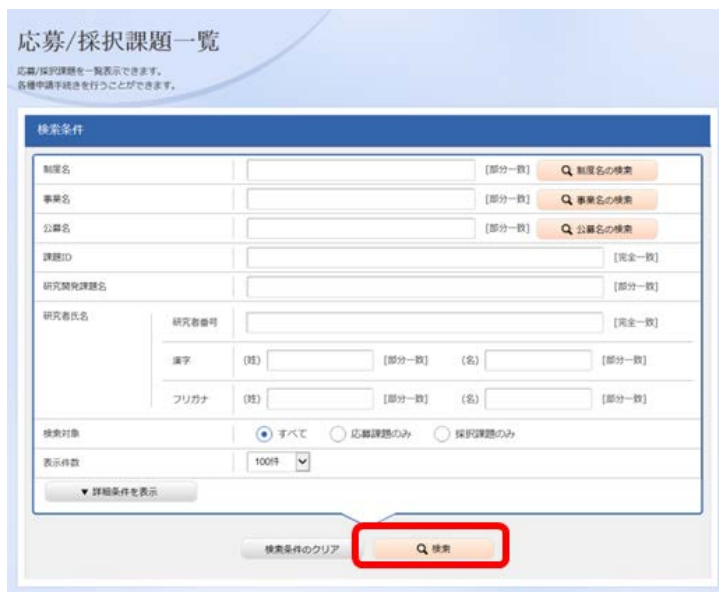 応募/採択課題一覧
応募/採択課題を一覧表示できます。
各種申請手続きを行うことができます。
検索条件
制度名 [部分一致] 制度名の検索
事業名 [部分一致] 事業名の検索
公募名 [部分一致] 公募名の検索
課題ID [完全一致]
研究開発課題名 [部分一致]
研究者氏名 研究者番号 [完全一致]
漢字 (姓) [部分一致] (名) [部分一致]
フリガナ (姓) [部分一致] (名) [部分一致]
検索対象 すべて 応募課題のみ 採択課題のみ
表示件数 100件
▼ 詳細条件を表示
検索条件のクリア 検索